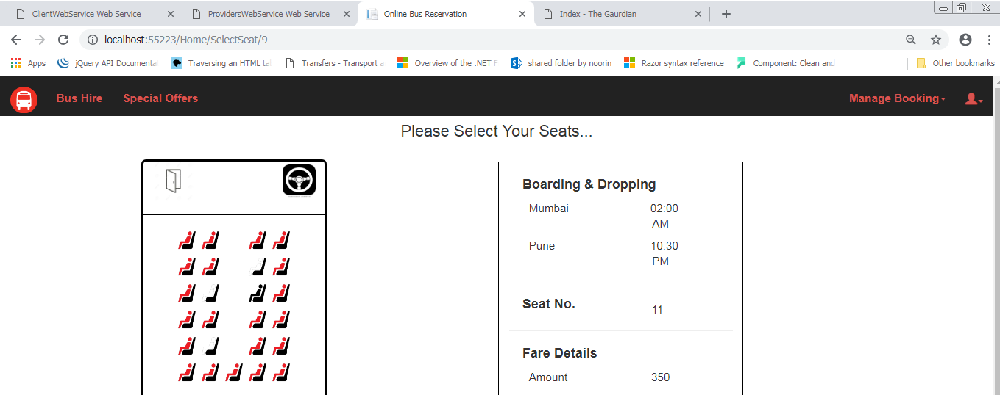 ClientWebService Web Service
ProvidersWebService Web Service
Online Bus Reservation
Index - The Gaurdian
localhost:55223/Home/SelectSeat/9
Apps
jQuery API Documenta
Traversing an HTML ta
Transfers - Transport a
Overview of the .NET F
shared folder by noorin
Razor syntax reference
Component: Clean and
Other bookmarks
Bus Hire
Special Offers
Manage Booking
Please Select Your Seats...
Boarding & Dropping
Mumbai 02:00
AM
Pune 10:30
PM
Seat No. 11
Fare Details
Amount 350